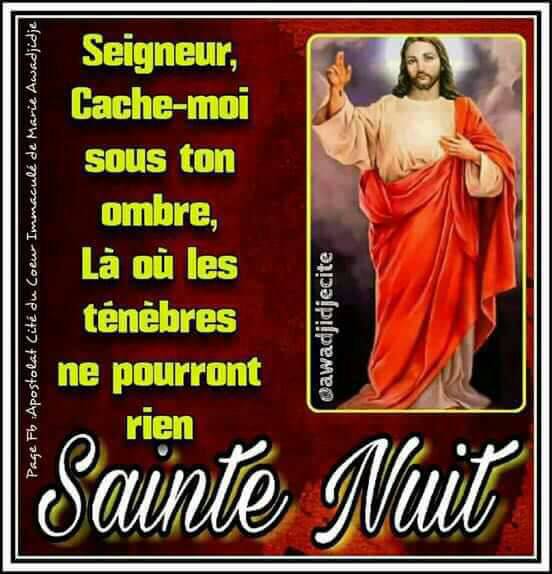 Seigneur,
Cache-moi
sous ton
ombre,
Là où les
ténèbres
ne pourront
rien
Sainte Nuit
@awadjidjecite
Page Fb :Apostolat Cité du Coeur Immaculé de Marie Awadjidje